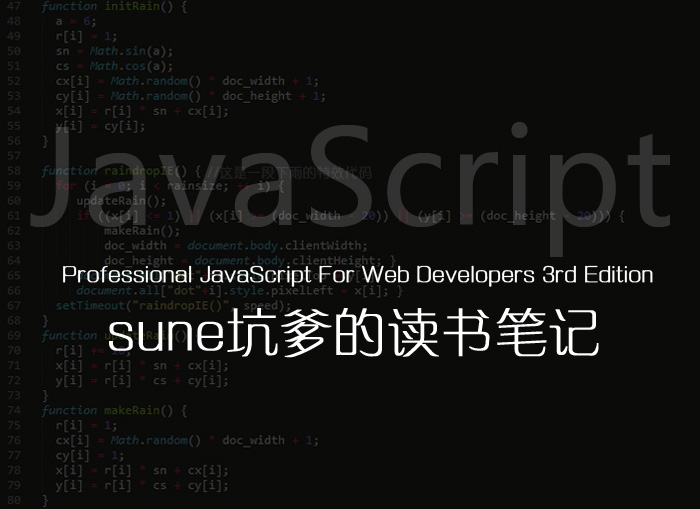 47 function initRain() {
48 a = 6;
49 r[i] = 1;
50 sn = Math.sin(a);
51 cs = Math.cos(a);
52 cx[i] = Math.random() * doc_width + 1;
53 cy[i] = Math.random() * doc_height + 1;
54 x[i] = r[i] * sn + cx[i];
55 y[i] = cy[i];
56 }
57
JavaScript
58 function raindropIE() { //这是一段下雨的特效代码
59 for (i = 0; i < rainsize; ++ i) {
60 updateRain();
61 if ((x[i] <= 1) || (x[i] >= (doc_width - 20)) || (y[i] >= (doc_height - 20))) {
62 makeRain();
63 doc_width = document.body.clientWidth;
64 doc_height = document.body.clientHeight; }
Professional JavaScript For Web Developers 3rd Edition
66 document.all["dot"+i].style.pixelLeft = x[i]; }
67 setTimeout("raindropIE()", speed);
68 }
sune坑爹的读书笔记
69 function
70 r[i]
71 x[i] = r[i] * sn + cx[i];
72 y[i] = r[i] * cs + cy[i];
73 }
74 function makeRain() {
75 r[i] = 1;
76 cx[i] = Math.random() * doc_width + 1;
77 cy[i] = 1;
78 x[i] = r[i] * sn + cx[i];
79 y[i] = r[i] * cs + cy[i];
80 }